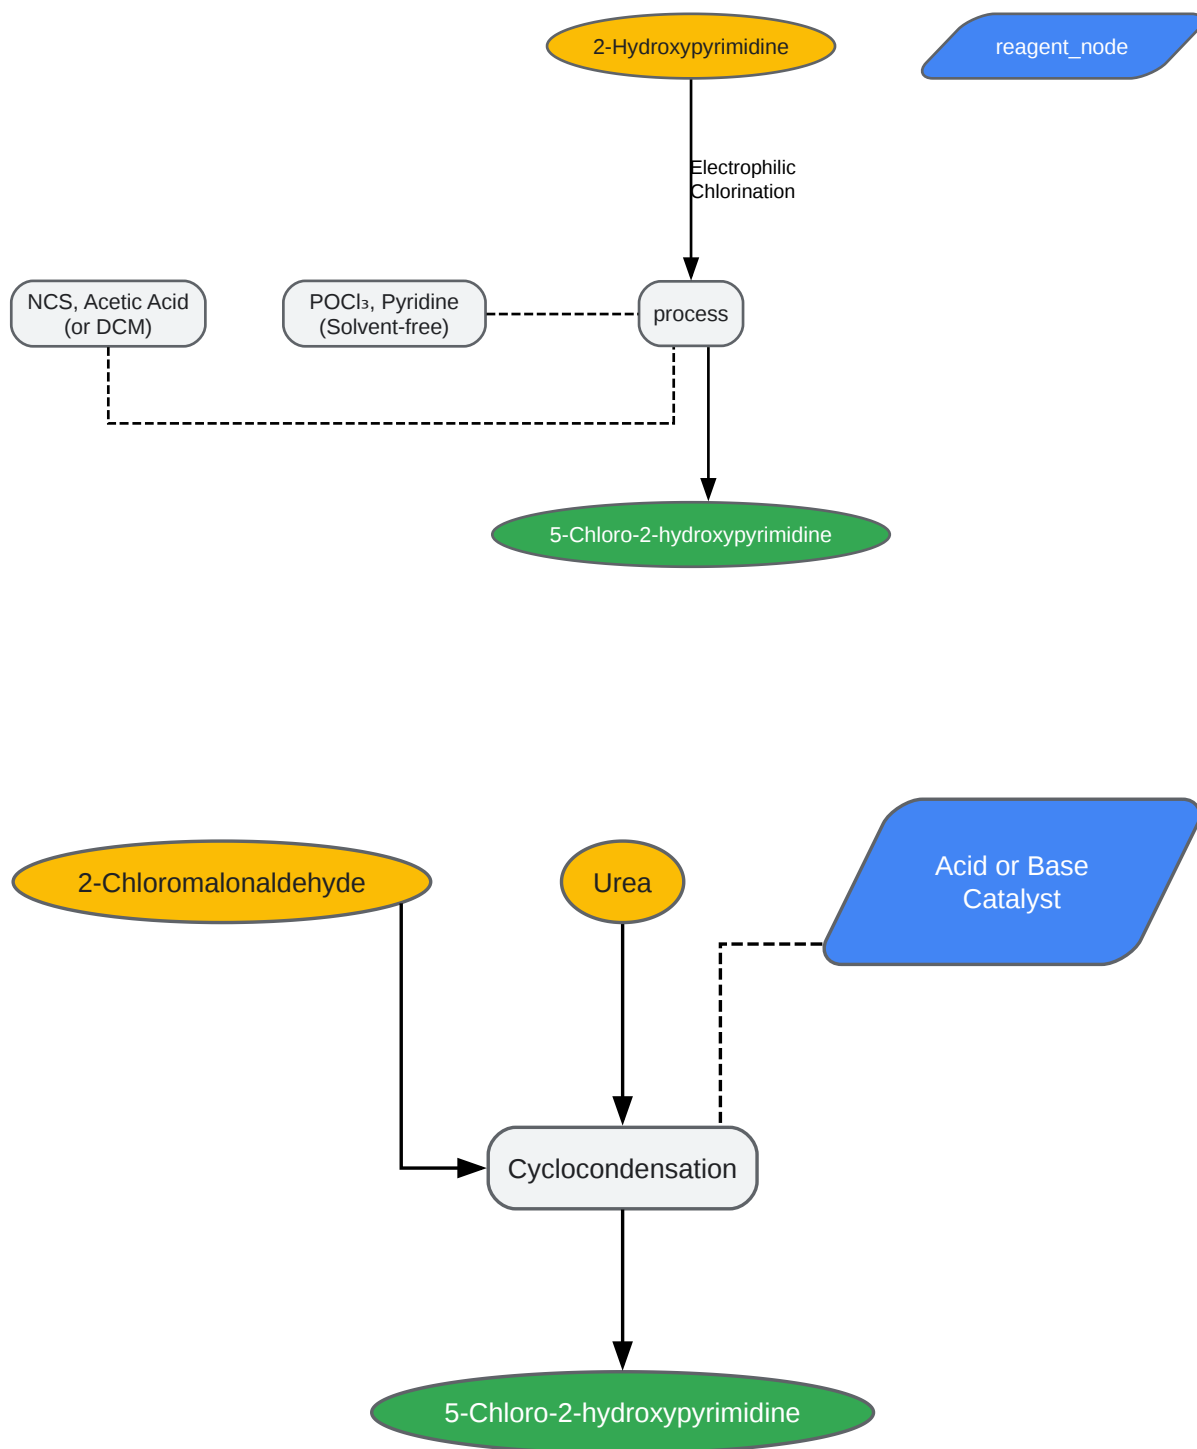 2-Hydroxypyrimidine
reagent_node
Electrophilic
Chlorination
NCS, Acetic Acid
(or DCM)
POCl₃, Pyridine
(Solvent-free)
process
5-Chloro-2-hydroxypyrimidine
2-Chloromalonaldehyde
Urea
Acid or Base
Catalyst
Cyclocondensation
5-Chloro-2-hydroxypyrimidine